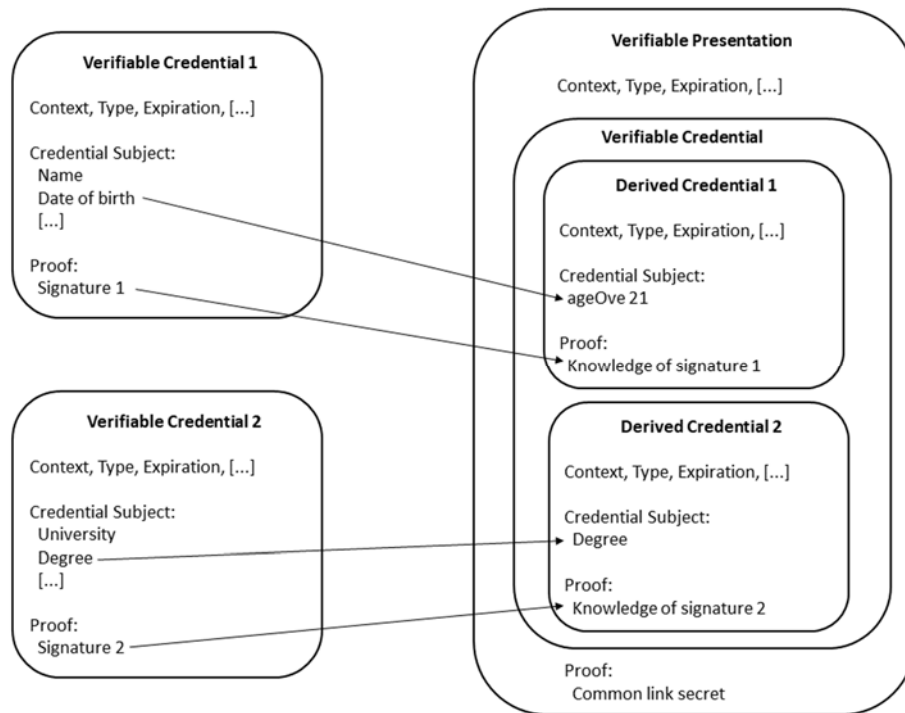 Verifiable Credential 1
Context, Type, Expiration, [...]
Credential Subject:
Name
Date of birth
[...]
Proof:
Signature 1
Verifiable Credential 2
Context, Type, Expiration, [...]
Credential Subject:
University
Degree
[...]
Proof:
Signature 2
Verifiable Presentation
Context, Type, Expiration, [...]
Verifiable Credential
Derived Credential 1
Context, Type, Expiration, [...]
Credential Subject:
ageOve 21
Proof:
Knowledge of signature 1
Derived Credential 2
Context, Type, Expiration, [...]
Credential Subject:
Degree
Proof:
Knowledge of signature 2
Proof:
Common link secret